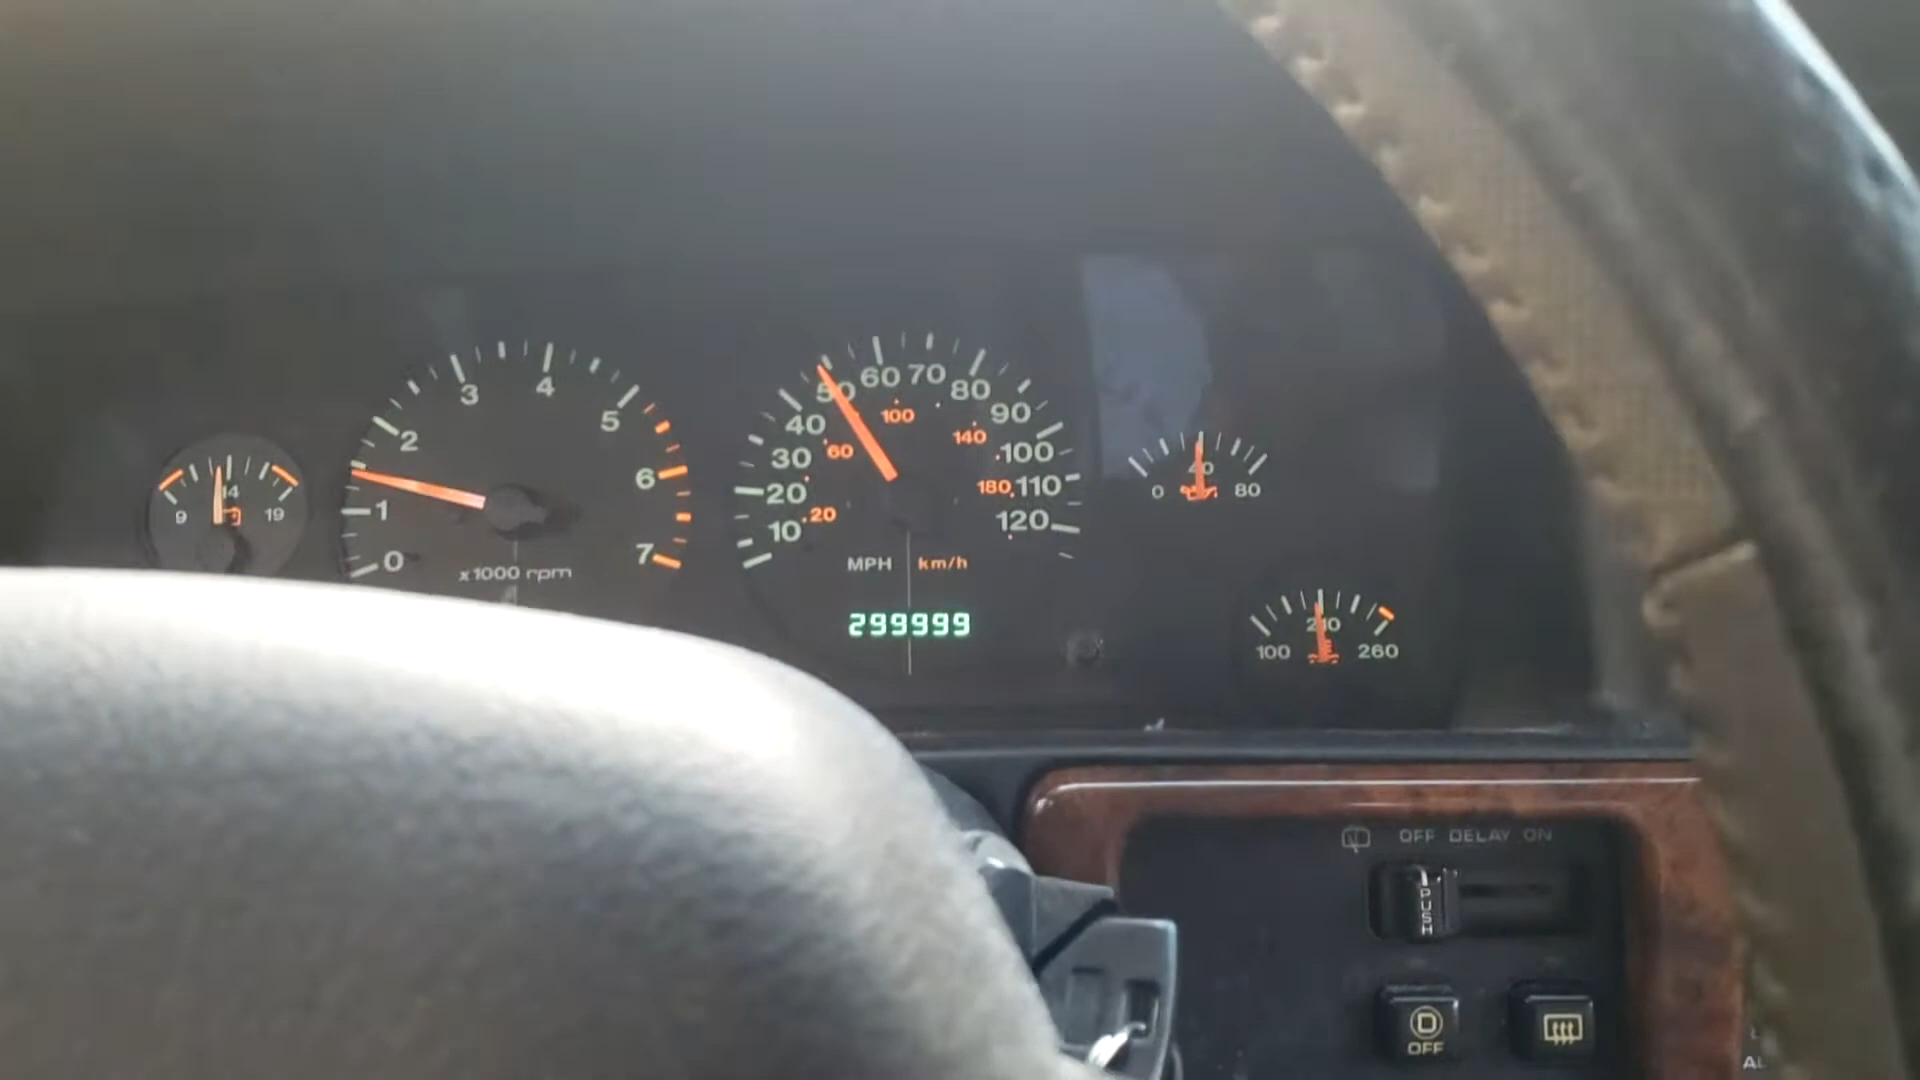 9 14 19
0 1 2 3 4 5 6 7
x1000 rpm
10 20 30 40 50 60 70 80 90 100 110 120
20 60 100 140 180
MPH km/h
299999
0 40 80
100 210 260
OFF DELAY ON
PUSH
D
OFF